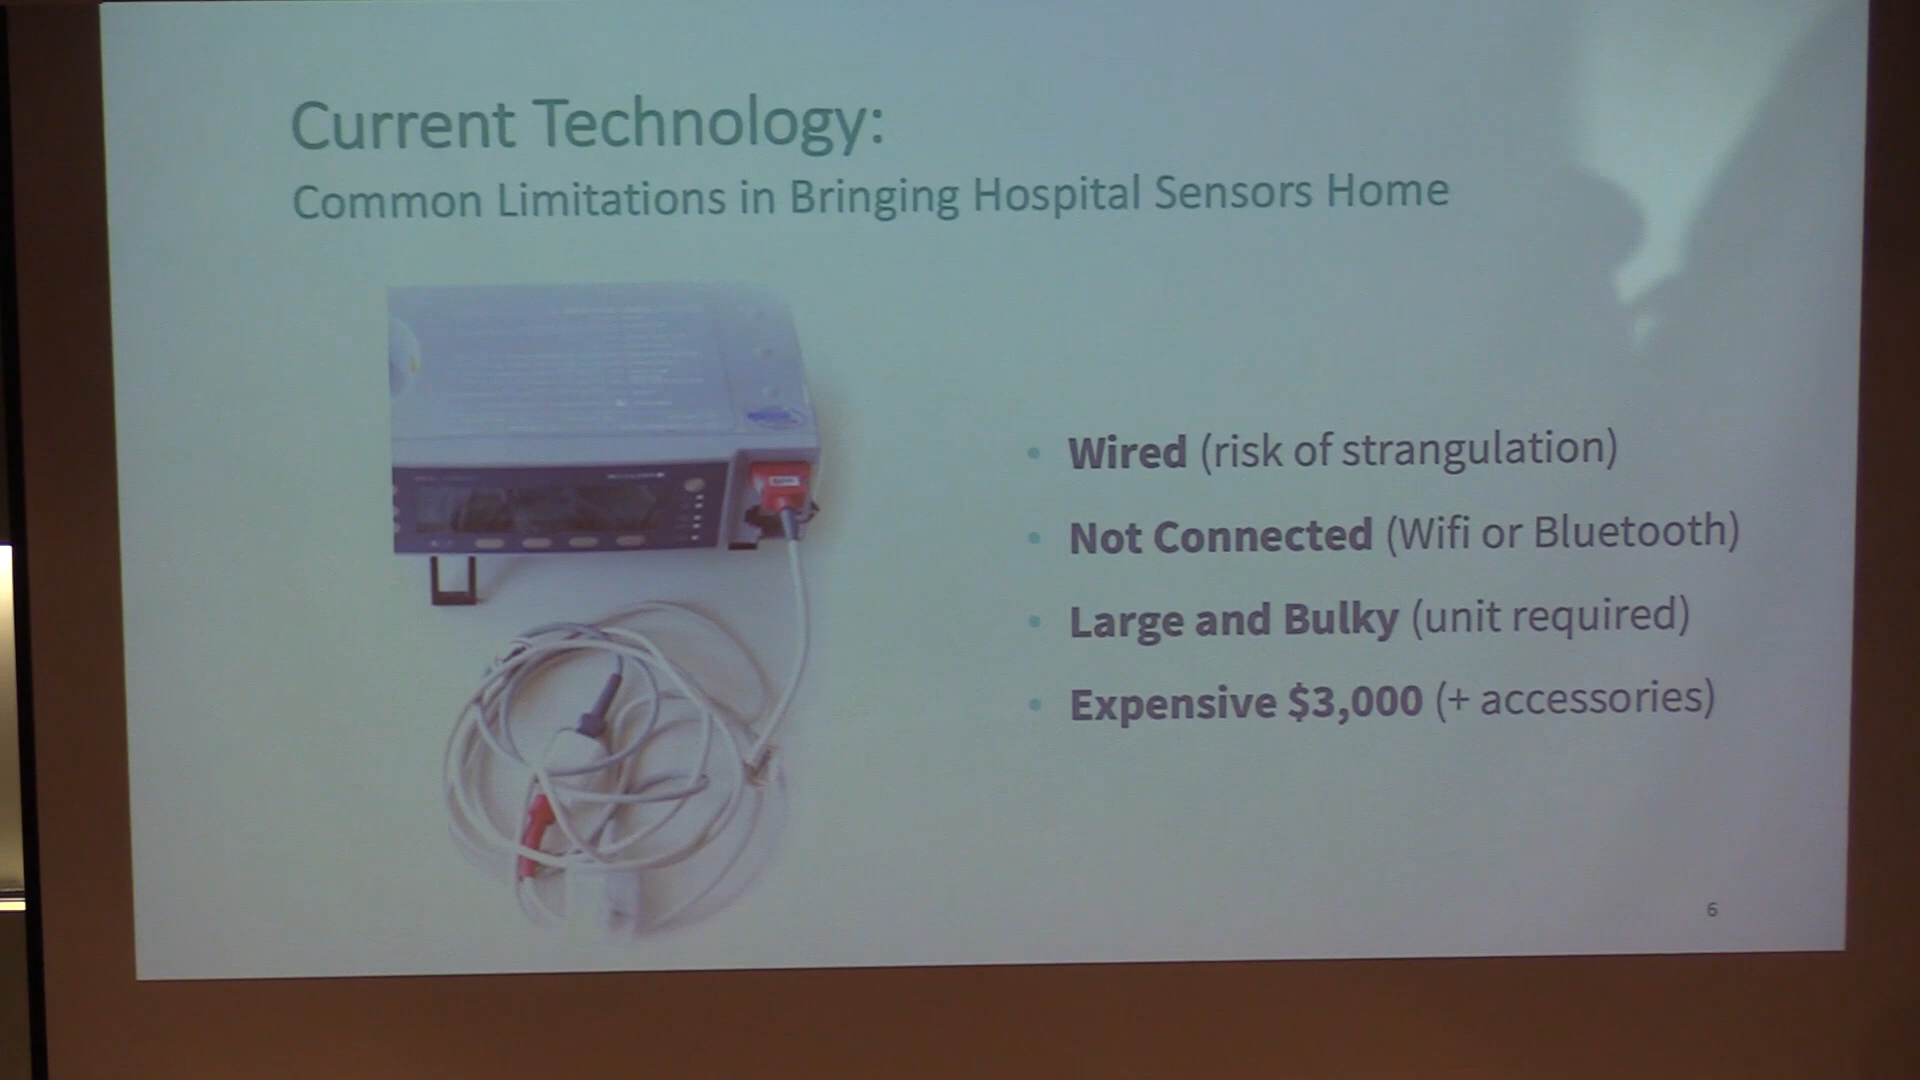 Current Technology:
Common Limitations in Bringing Hospital Sensors Home
• Wired (risk of strangulation)
• Not Connected (Wifi or Bluetooth)
• Large and Bulky (unit required)
• Expensive $3,000 (+ accessories)
6